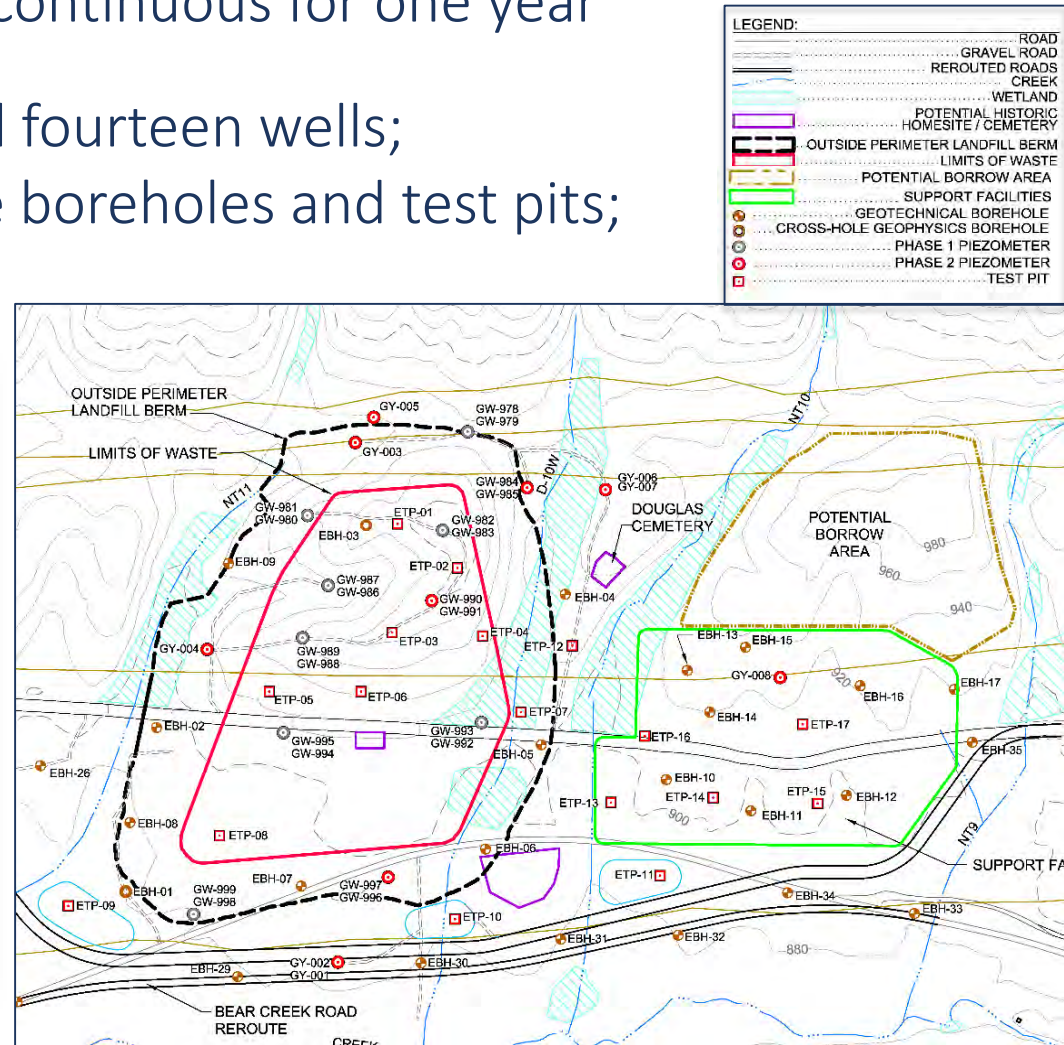 continuous for one year
fourteen wells;
boreholes and test pits;
LEGEND:
ROAD
GRAVEL ROAD
REROUTED ROADS
CREEK
WETLAND
POTENTIAL HISTORIC
HOMESITE / CEMETERY
OUTSIDE PERIMETER LANDFILL BERM
LIMITS OF WASTE
POTENTIAL BORROW AREA
SUPPORT FACILITIES
GEOTECHNICAL BOREHOLE
CROSS-HOLE GEOPHYSICS BOREHOLE
PHASE 1 PIEZOMETER
PHASE 2 PIEZOMETER
TEST PIT
OUTSIDE PERIMETER
LANDFILL BERM
LIMITS OF WASTE
GY-005
GW-978
GW-979
GY-003
NT10
NT11
GW-984
GW-985
D-10W
GY-006
GY-007
GW-981
GW-980
ETP-01
EBH-03
GW-982
GW-983
DOUGLAS
CEMETERY
POTENTIAL
BORROW
AREA
980
960
940
EBH-09
ETP-02
GW-987
GW-986
GW-990
GW-991
EBH-04
GY-004
GW-989
GW-988
ETP-03
ETP-04
ETP-12
EBH-13
EBH-15
GY-008
920
EBH-16
EBH-17
ETP-05
ETP-06
ETP-07
EBH-02
GW-995
GW-994
GW-993
GW-992
EBH-05
EBH-14
ETP-17
ETP-16
EBH-35
EBH-26
EBH-10
ETP-13
ETP-14
ETP-15
EBH-12
900
EBH-11
EBH-08
ETP-08
EBH-06
NT9
SUPPORT FA
EBH-01
GW-999
GW-998
EBH-07
GW-997
GW-996
ETP-11
ETP-09
ETP-10
EBH-34
EBH-33
EBH-31
EBH-32
880
EBH-29
GY-002
GY-001
EBH-30
BEAR CREEK ROAD
REROUTE
CREEK